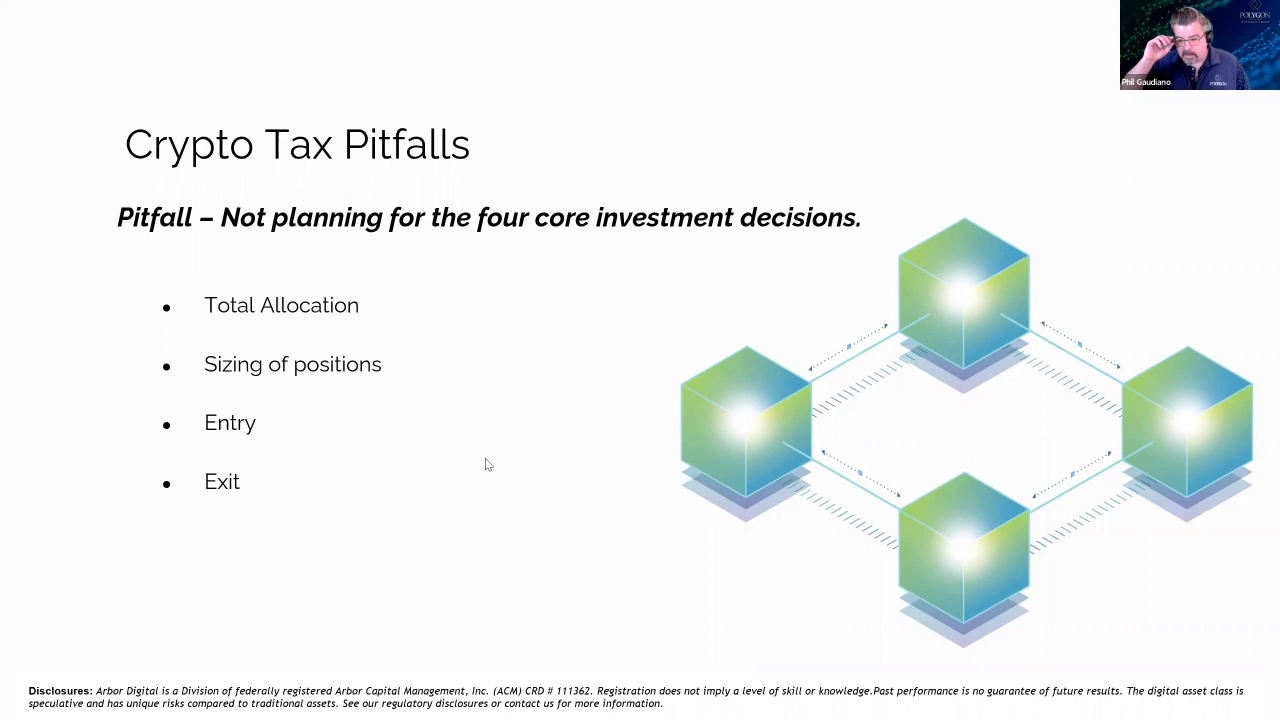 POLYGON
Phil Gaudiano
Crypto Tax Pitfalls
Pitfall – Not planning for the four core investment decisions.
● Total Allocation
● Sizing of positions
● Entry
● Exit
Disclosures: Arbor Digital is a Division of federally registered Arbor Capital Management, Inc. (ACM) CRD # 111362. Registration does not imply a level of skill or knowledge.Past performance is no guarantee of future results. The digital asset class is
speculative and has unique risks compared to traditional assets. See our regulatory disclosures or contact us for more information.